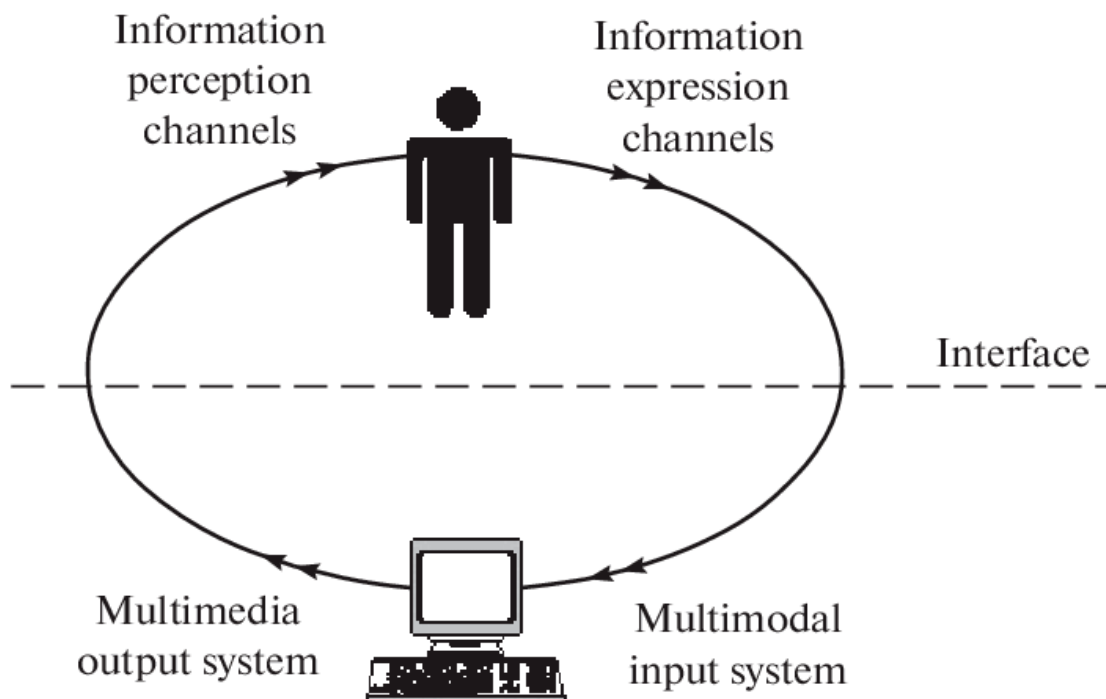 Information
perception
channels
Information
expression
channels
Interface
Multimedia
output system
Multimodal
input system